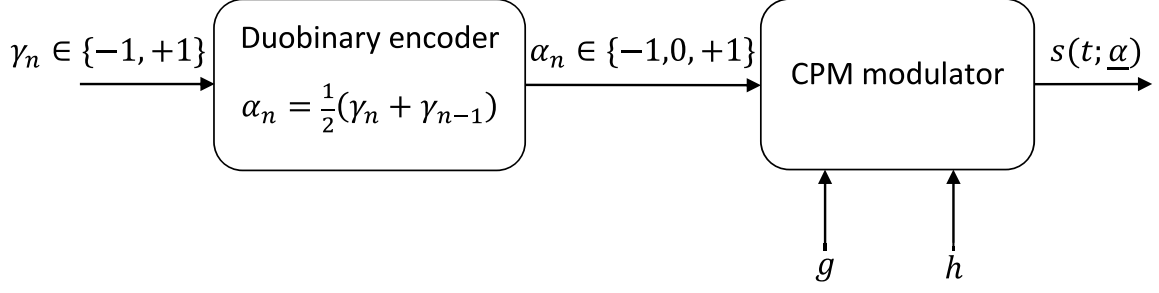 γₙ ∈ {−1, +1}
Duobinary encoder
αₙ = ½(γₙ + γₙ₋₁)
αₙ ∈ {−1,0, +1}
CPM modulator
s(t; α̲)
g
h